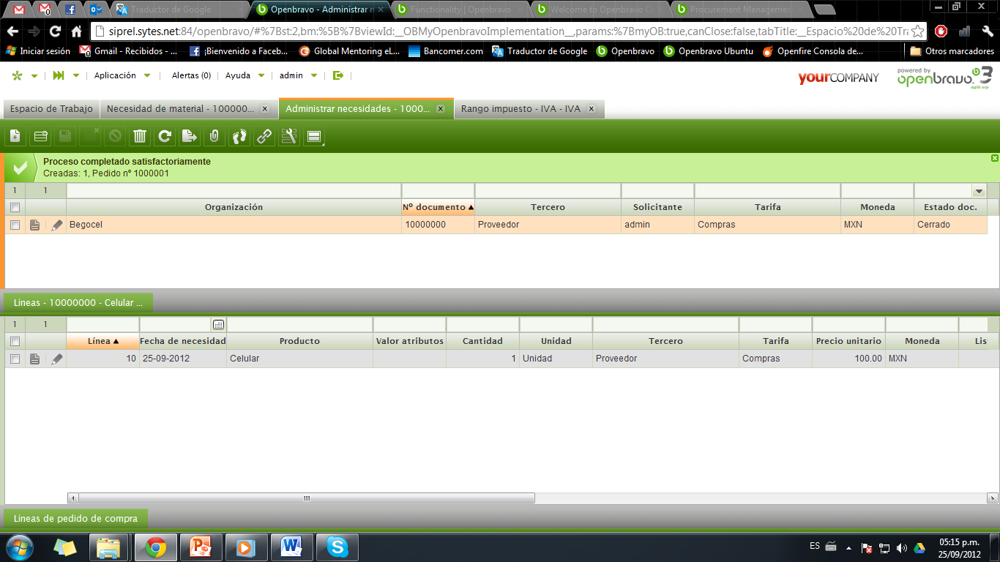 Traductor de Google
Openbravo - Administrar n
Functionality | Openbravo
Welcome to Openbravo C
Procurement Management
siprel.sytes.net:84/openbravo/#%7Bst:2,bm:%5B%7BviewId:__OBMyOpenbravoImplementation__,params:%7BmyOB:true,canClose:false,tabTitle:__Espacio%20de%20Tra
Iniciar sesión
Gmail - Recibidos - ...
¡Bienvenido a Faceb...
Global Mentoring eL...
Bancomer.com
Traductor de Google
Openbravo
Openbravo Ubuntu
Openfire Consola de...
Otros marcadores
Aplicación
Alertas (0)
Ayuda
admin
yourCOMPANY
powered by
openbravo 3
agile erp
Espacio de Trabajo
Necesidad de material - 100000...
Administrar necesidades - 1000...
Rango impuesto - IVA - IVA
Proceso completado satisfactoriamente
Creadas: 1, Pedido nº 1000001
1 1
Organización Nº documento Tercero Solicitante Tarifa Moneda Estado doc.
Begocel 10000000 Proveedor admin Compras MXN Cerrado
Líneas - 10000000 - Celular ...
1 1
Línea Fecha de necesidad Producto Valor atributos Cantidad Unidad Tercero Tarifa Precio unitario Moneda Lis
10 25-09-2012 Celular 1 Unidad Proveedor Compras 100.00 MXN
Líneas de pedido de compra
ES
05:15 p.m.
25/09/2012